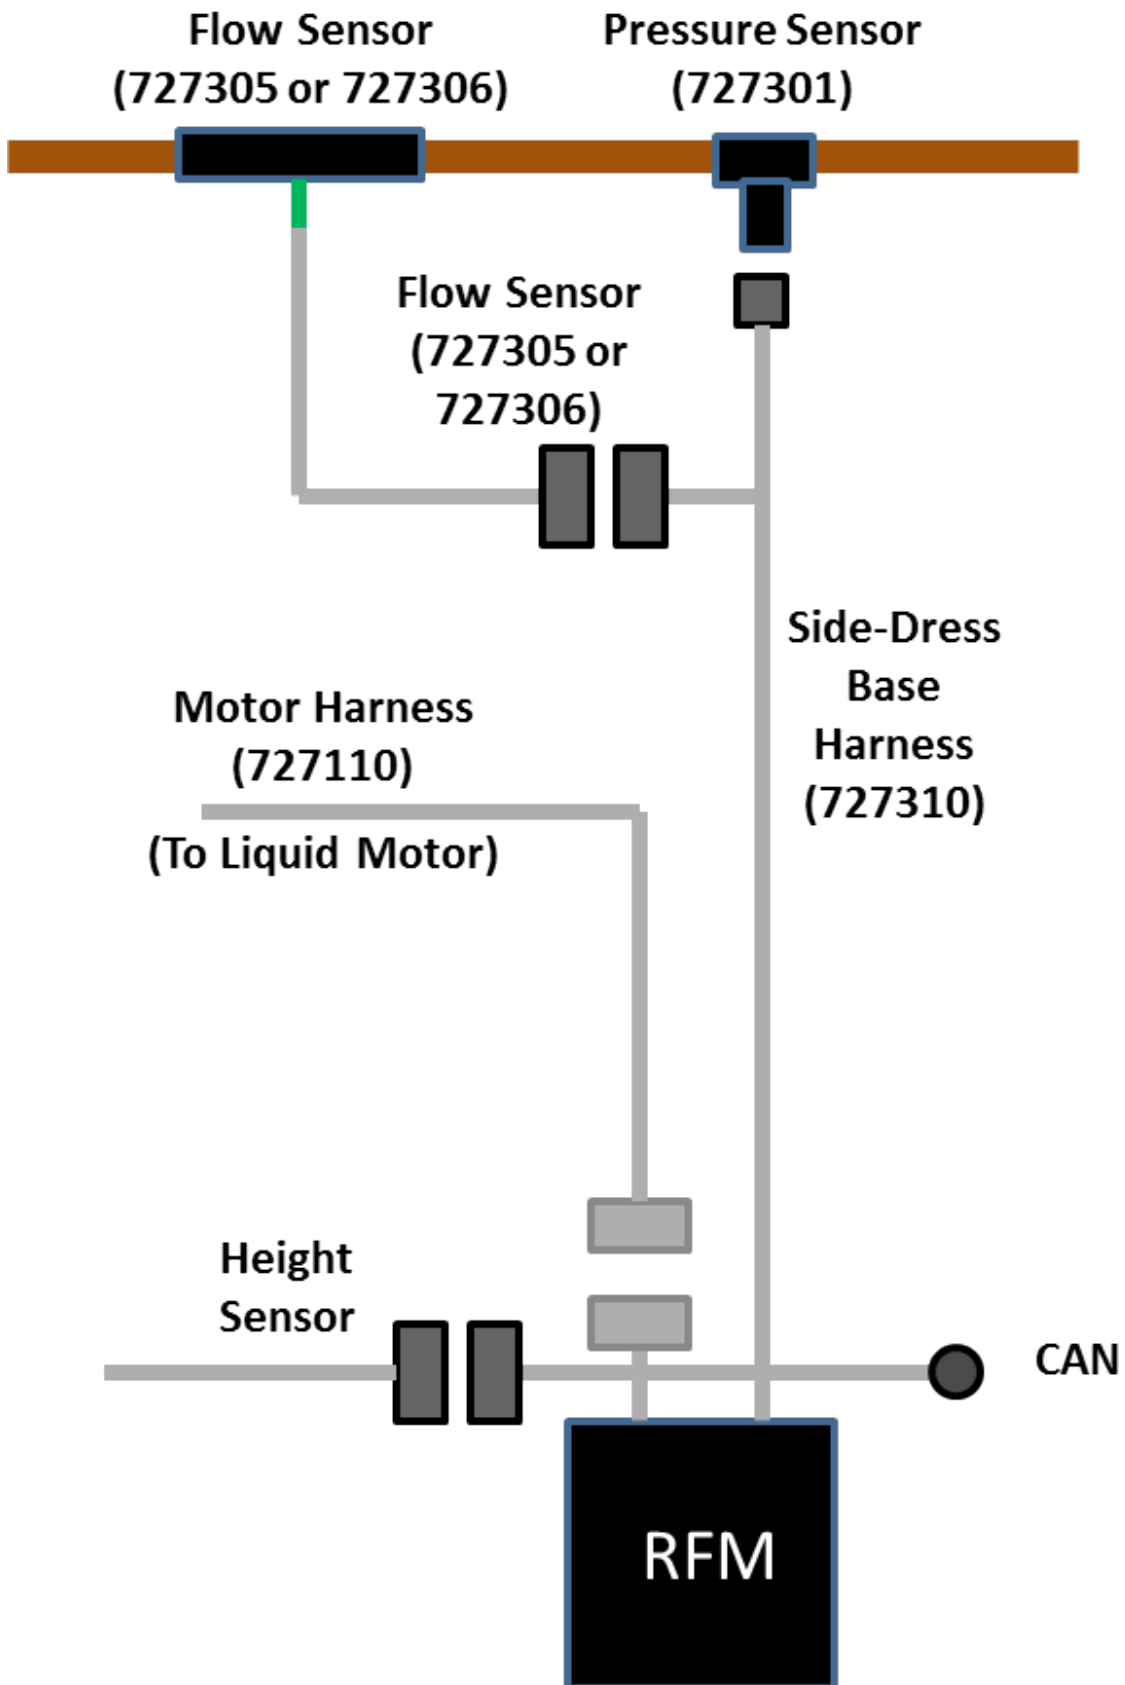 Flow Sensor
(727305 or 727306)
Pressure Sensor
(727301)
Flow Sensor
(727305 or
727306)
Side-Dress
Base
Harness
(727310)
Motor Harness
(727110)
(To Liquid Motor)
Height
Sensor
CAN
RFM